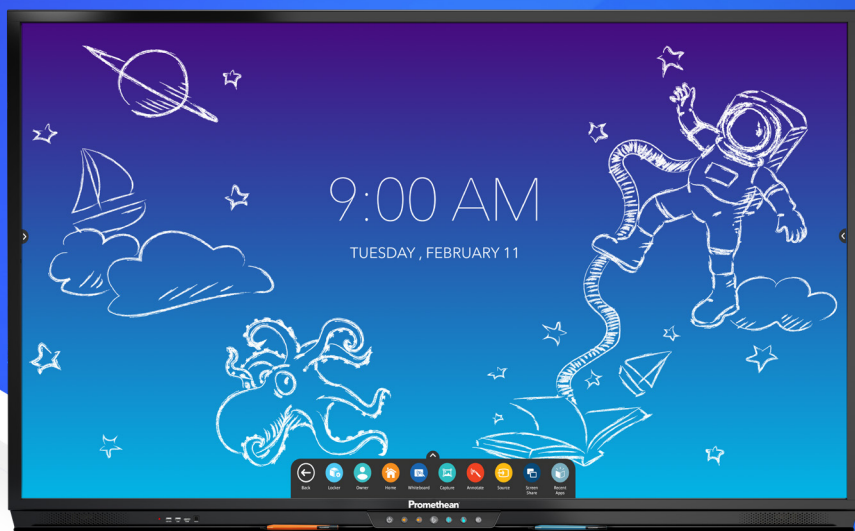 9:00 AM
TUESDAY , FEBRUARY 11
Back
Locker
Owner
Home
Whiteboard
Capture
Annotate
Source
Screen
Share
Recent
Apps
Promethean